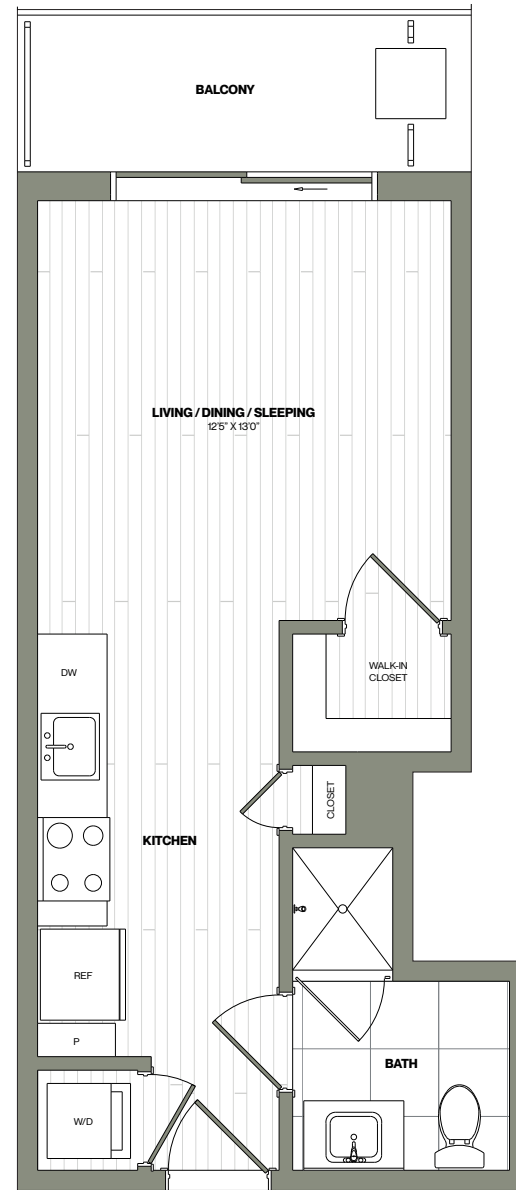 BALCONY
LIVING / DINING / SLEEPING
12'5" X 13'0"
WALK-IN
CLOSET
DW
CLOSET
KITCHEN
REF
P
BATH
W/D